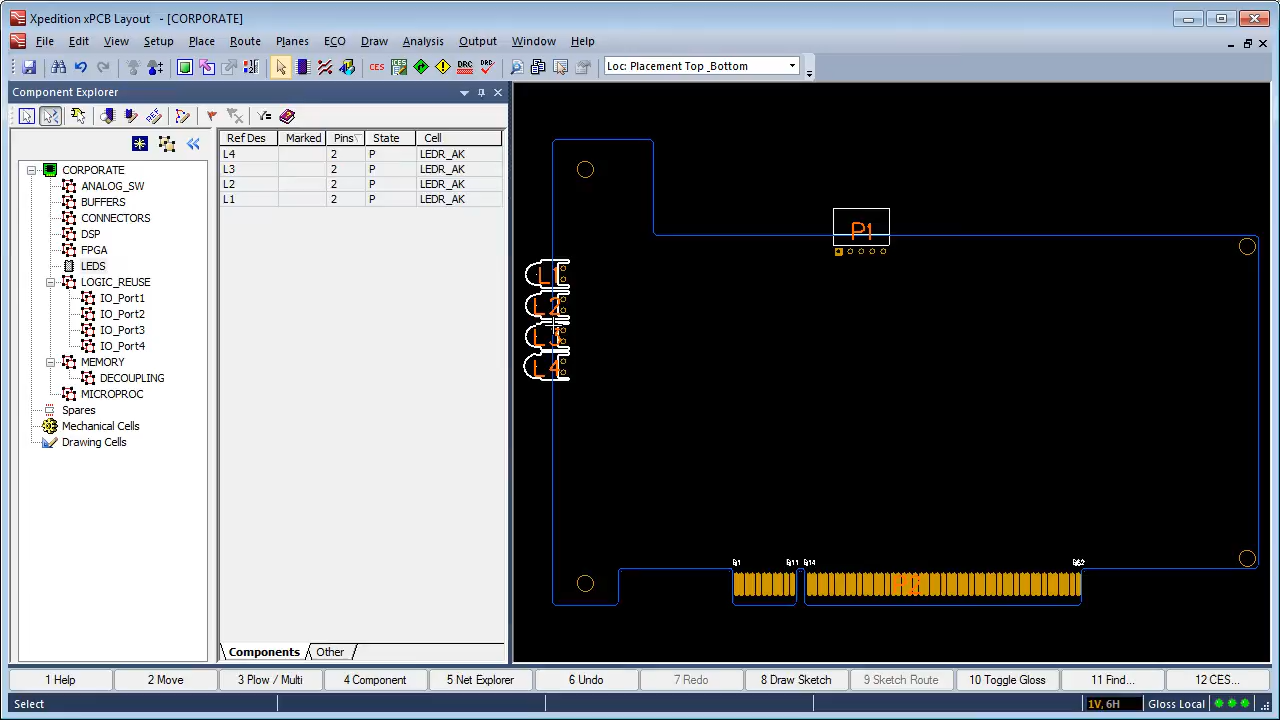 Xpedition xPCB Layout - [CORPORATE]
File Edit View Setup Place Route Planes ECO Draw Analysis Output Window Help
CES ICES DRC DRC Loc: Placement Top _Bottom
Component Explorer
Ref Des Marked Pins State Cell
L4 2 P LEDR_AK
L3 2 P LEDR_AK
L2 2 P LEDR_AK
L1 2 P LEDR_AK
CORPORATE
ANALOG_SW
BUFFERS
CONNECTORS
DSP
FPGA
LEDS
LOGIC_REUSE
IO_Port1
IO_Port2
IO_Port3
IO_Port4
MEMORY
DECOUPLING
MICROPROC
Spares
Mechanical Cells
Drawing Cells
P1
L1
L2
L3
L4
Components Other
1 Help 2 Move 3 Plow / Multi 4 Component 5 Net Explorer 6 Undo 7 Redo 8 Draw Sketch 9 Sketch Route 10 Toggle Gloss 11 Find... 12 CES...
Select 1V, 6H Gloss Local